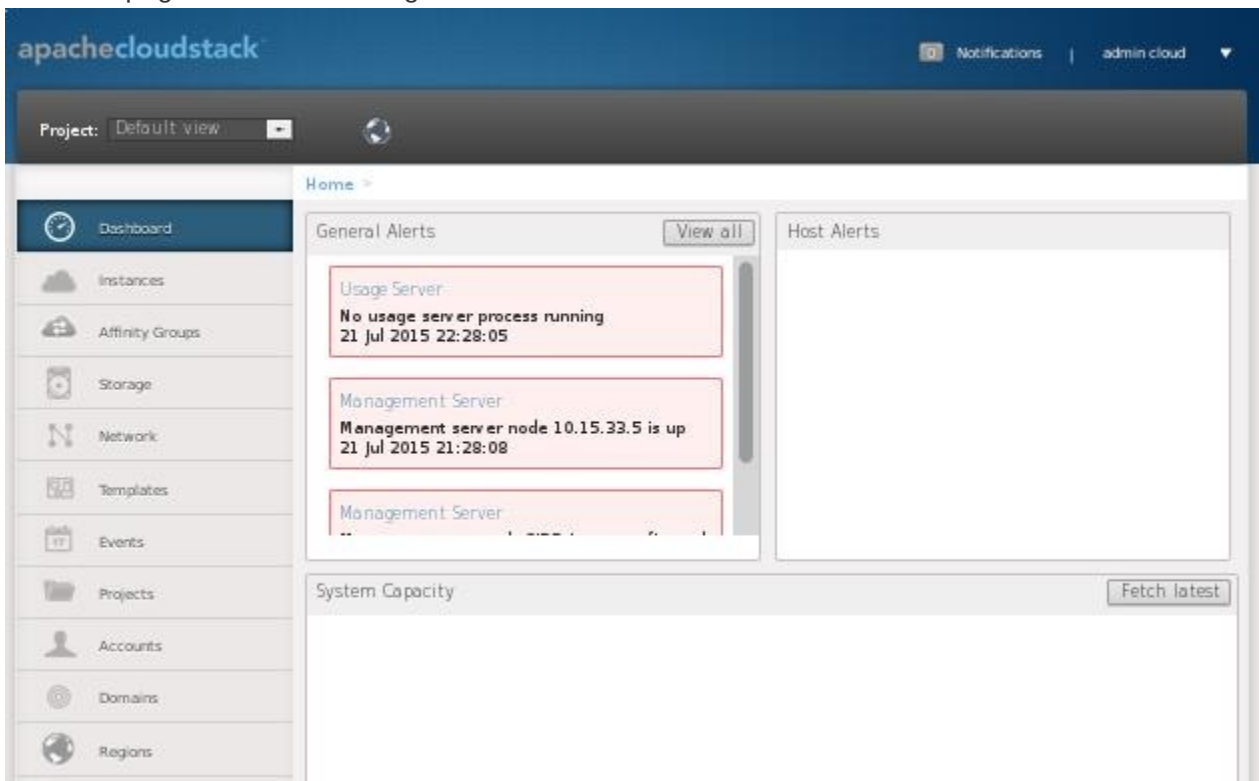 apachecloudstack
0 Notifications | admin cloud
Project: Default view
Home >
Dashboard
Instances
Affinity Groups
Storage
Network
Templates
Events
Projects
Accounts
Domains
Regions
General Alerts
View all
Usage Server
No usage server process running
21 Jul 2015 22:28:05
Management Server
Management server node 10.15.33.5 is up
21 Jul 2015 21:28:08
Management Server
Host Alerts
System Capacity
Fetch latest